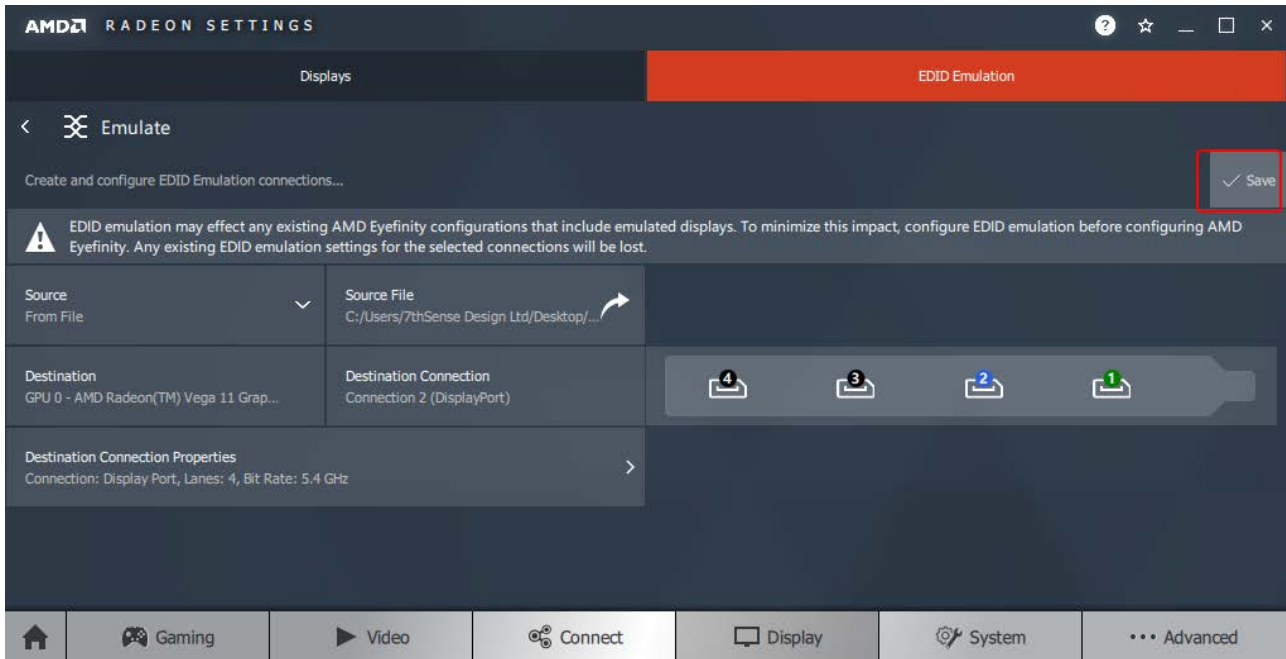 AMD RADEON SETTINGS
?
Displays
EDID Emulation
Emulate
Create and configure EDID Emulation connections...
Save
EDID emulation may effect any existing AMD Eyefinity configurations that include emulated displays. To minimize this impact, configure EDID emulation before configuring AMD
Eyefinity. Any existing EDID emulation settings for the selected connections will be lost.
Source
From File
Source File
C:/Users/7thSense Design Ltd/Desktop/...
Destination
GPU 0 - AMD Radeon(TM) Vega 11 Grap...
Destination Connection
Connection 2 (DisplayPort)
4 3 2 1
Destination Connection Properties
Connection: Display Port, Lanes: 4, Bit Rate: 5.4 GHz
Gaming
Video
Connect
Display
System
Advanced